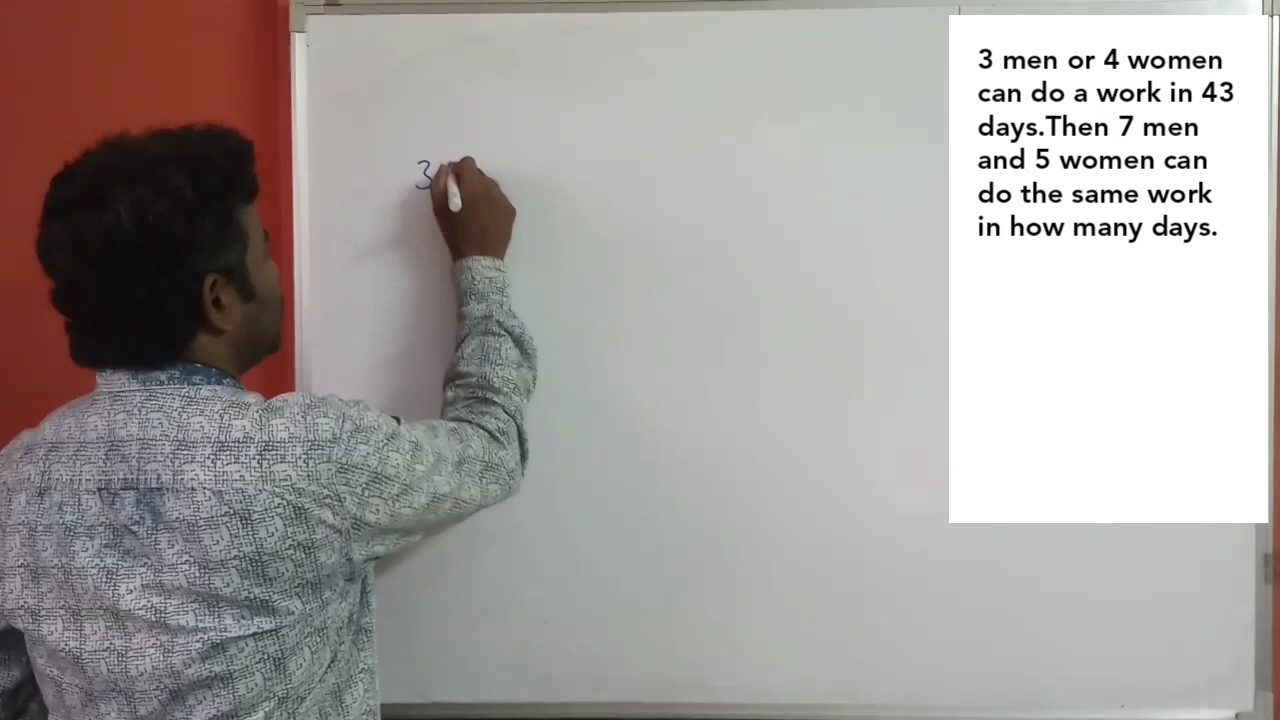 3 men or 4 women
can do a work in 43
days.Then 7 men
and 5 women can
do the same work
in how many days.
3